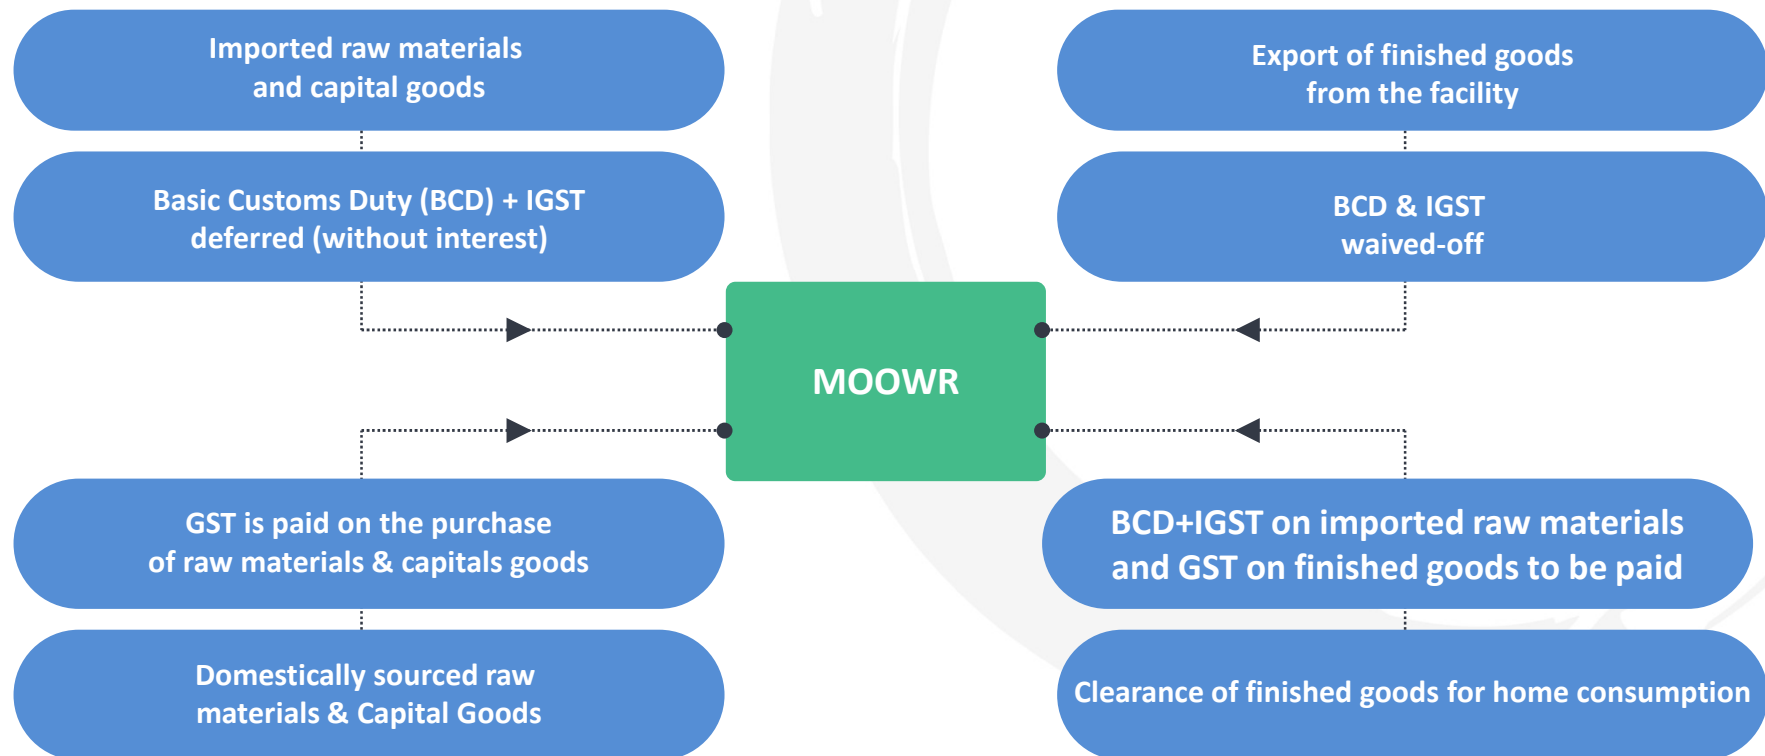 Imported raw materials
and capital goods
Basic Customs Duty (BCD) + IGST
deferred (without interest)
Export of finished goods
from the facility
BCD & IGST
waived-off
MOOWR
GST is paid on the purchase
of raw materials & capitals goods
Domestically sourced raw
materials & Capital Goods
BCD+IGST on imported raw materials
and GST on finished goods to be paid
Clearance of finished goods for home consumption